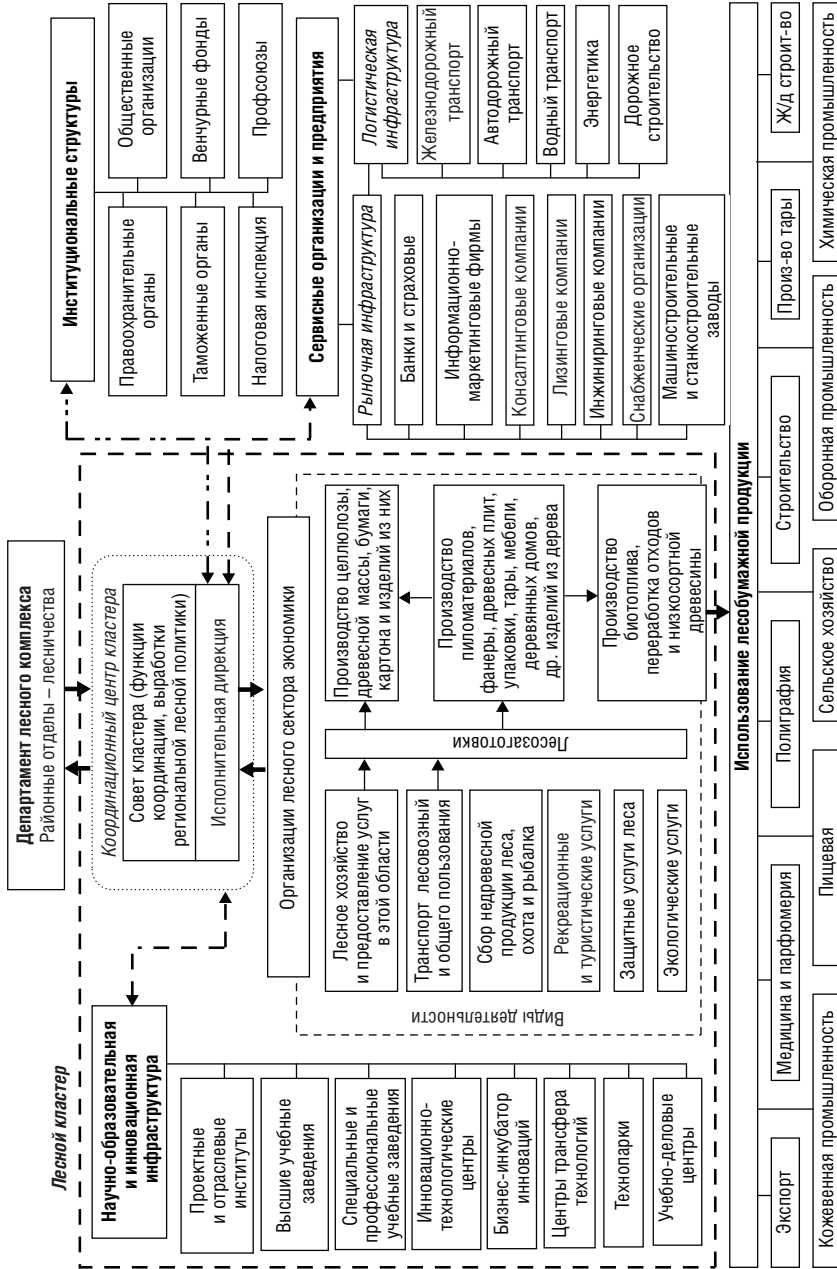 Департамент лесного комплекса
Районные отделы – лесничества
Лесной кластер
Координационный центр кластера
Совет кластера (функции
координации, выработки
региональной лесной политики)
Исполнительная дирекция
Научно-образовательная
и инновационная
инфраструктура
Проектные
и отраслевые
институты
Высшие учебные
заведения
Специальные и
профессиональные
учебные заведения
Инновационно-
технологические
центры
Бизнес-инкубатор
инноваций
Центры трансфера
технологий
Технопарки
Учебно-деловые
центры
Организации лесного сектора экономики
Виды деятельности
Лесное хозяйство
и предоставление услуг
в этой области
Транспорт лесовозный
и общего пользования
Сбор недревесной
продукции леса,
охота и рыбалка
Рекреационные
и туристические услуги
Защитные услуги леса
Экологические услуги
Лесозаготовки
Производство целлюлозы,
древесной массы, бумаги,
картона и изделий из них
Производство
пиломатериалов,
фанеры, древесных плит,
упаковки, тары, мебели,
деревянных домов,
др. изделий из дерева
Производство
биотоплива,
переработка отходов
и низкосортной
древесины
Институциональные структуры
Правоохранительные
органы
Общественные
организации
Таможенные органы
Венчурные фонды
Налоговая инспекция
Профсоюзы
Сервисные организации и предприятия
Рыночная инфраструктура
Банки и страховые
Информационно-
маркетинговые фирмы
Консалтинговые компании
Лизинговые компании
Инжиниринговые компании
Снабженческие организации
Машиностроительные
и станкостроительные
заводы
Логистическая
инфраструктура
Железнодорожный
транспорт
Автодорожный
транспорт
Водный транспорт
Энергетика
Дорожное
строительство
Использование лесобумажной продукции
Экспорт
Медицина и парфюмерия
Полиграфия
Строительство
Произ-во тары
Ж/д строит-во
Кожевенная промышленность
Пищевая
Сельское хозяйство
Оборонная промышленность
Химическая промышленность